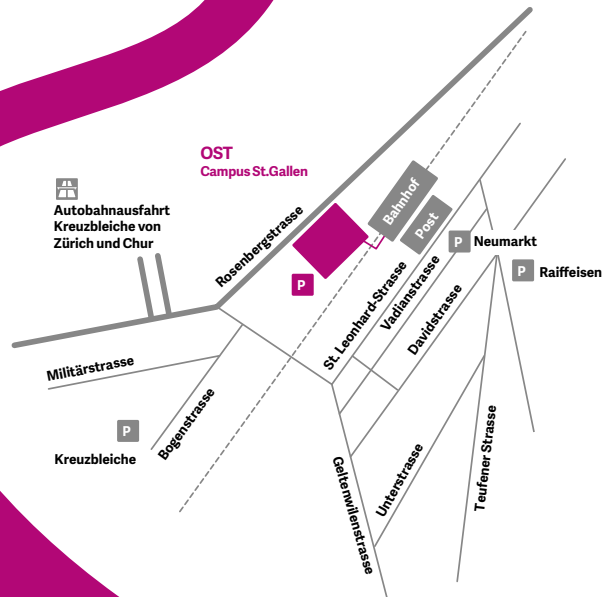 OST
Campus St.Gallen
Autobahnausfahrt
Kreuzbleiche von
Zürich und Chur
Rosenbergstrasse
Bahnhof
Post
P
Neumarkt
P
Raiffeisen
P
St. Leonhard-Strasse
Vadianstrasse
Davidstrasse
Militärstrasse
P
Kreuzbleiche
Bogenstrasse
Geltenwilenstrasse
Unterstrasse
Teufener Strasse